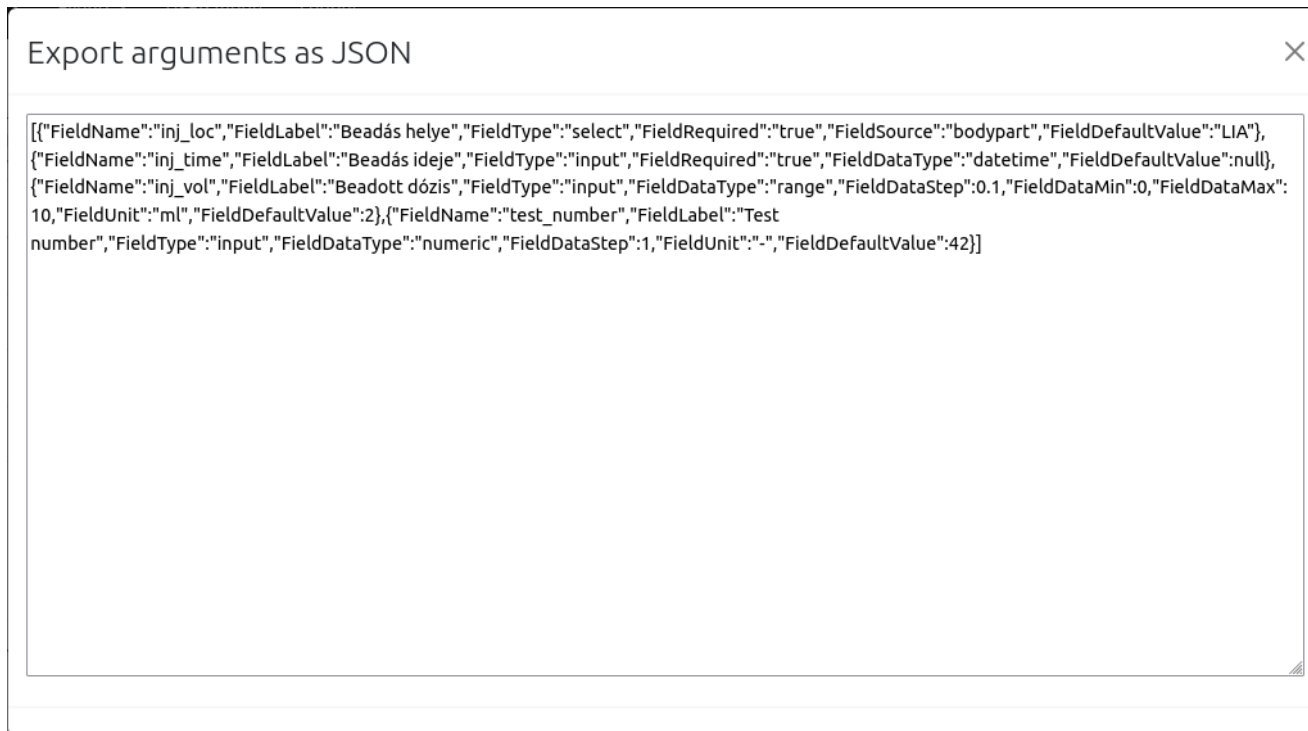 Export arguments as JSON
[{"FieldName":"inj_loc","FieldLabel":"Beadás helye","FieldType":"select","FieldRequired":"true","FieldSource":"bodypart","FieldDefaultValue":"LIA"},
{"FieldName":"inj_time","FieldLabel":"Beadás ideje","FieldType":"input","FieldRequired":"true","FieldDataType":"datetime","FieldDefaultValue":null},
{"FieldName":"inj_vol","FieldLabel":"Beadott dózis","FieldType":"input","FieldDataType":"range","FieldDataStep":0.1,"FieldDataMin":0,"FieldDataMax":
10,"FieldUnit":"ml","FieldDefaultValue":2},{"FieldName":"test_number","FieldLabel":"Test
number","FieldType":"input","FieldDataType":"numeric","FieldDataStep":1,"FieldUnit":"-","FieldDefaultValue":42}]